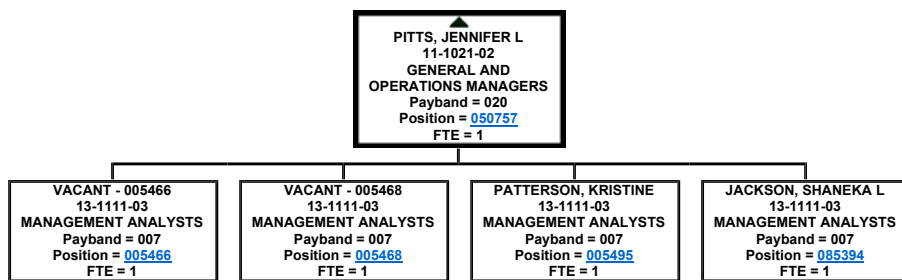 PITTS, JENNIFER L
11-1021-02
GENERAL AND
OPERATIONS MANAGERS
Payband = 020
Position = 050757
FTE = 1
VACANT - 005466
13-1111-03
MANAGEMENT ANALYSTS
Payband = 007
Position = 005466
FTE = 1
VACANT - 005468
13-1111-03
MANAGEMENT ANALYSTS
Payband = 007
Position = 005468
FTE = 1
PATTERSON, KRISTINE
13-1111-03
MANAGEMENT ANALYSTS
Payband = 007
Position = 005495
FTE = 1
JACKSON, SHANEKA L
13-1111-03
MANAGEMENT ANALYSTS
Payband = 007
Position = 085394
FTE = 1